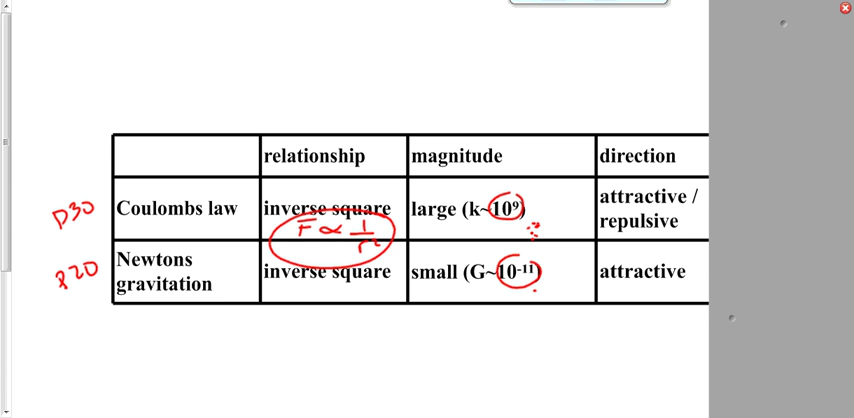 relationship magnitude direction
P30 Coulombs law inverse square large (k~10⁹) attractive /
repulsive
F ∝ 1/r²
P20 Newtons
gravitation inverse square small (G~10⁻¹¹) attractive